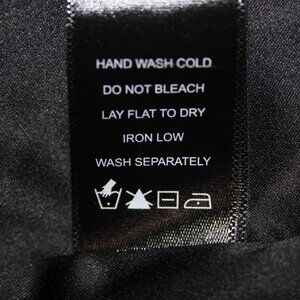 HAND WASH COLD
DO NOT BLEACH
LAY FLAT TO DRY
IRON LOW
WASH SEPARATELY